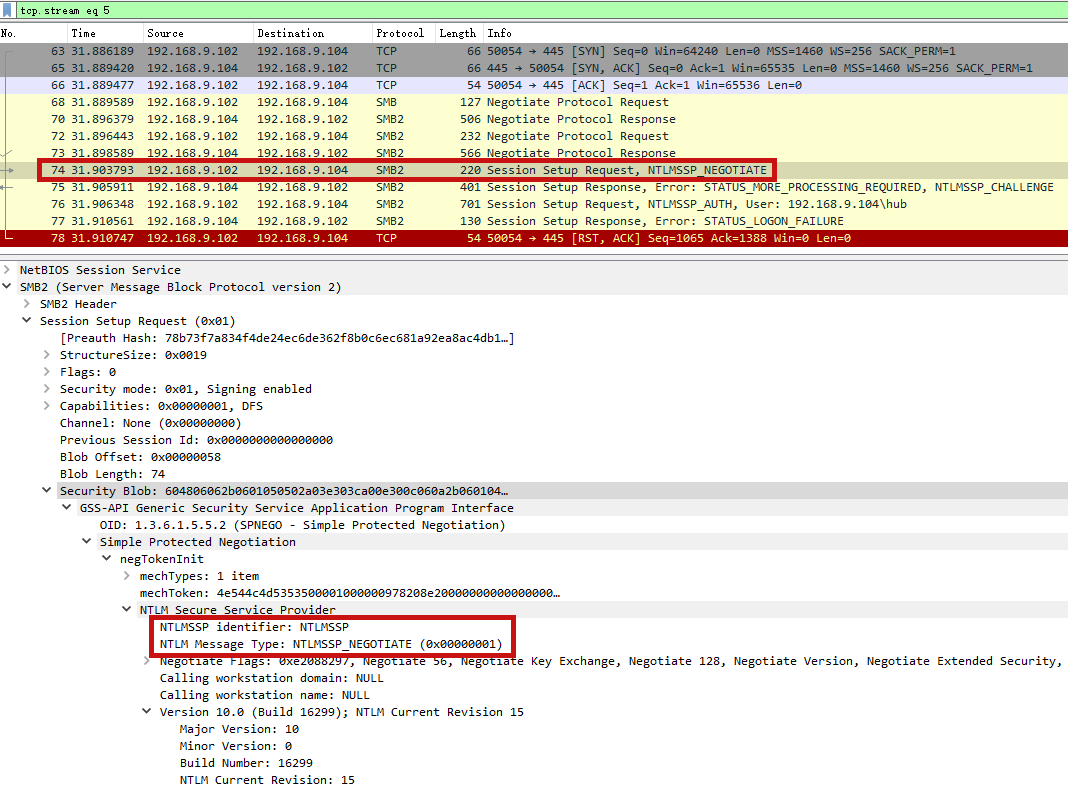 tcp.stream eq 5
No. Time Source Destination Protocol Length Info
63 31.886189 192.168.9.102 192.168.9.104 TCP 66 50054 → 445 [SYN] Seq=0 Win=64240 Len=0 MSS=1460 WS=256 SACK_PERM=1
65 31.889420 192.168.9.104 192.168.9.102 TCP 66 445 → 50054 [SYN, ACK] Seq=0 Ack=1 Win=65535 Len=0 MSS=1460 WS=256 SACK_PERM=1
66 31.889477 192.168.9.102 192.168.9.104 TCP 54 50054 → 445 [ACK] Seq=1 Ack=1 Win=65536 Len=0
68 31.889589 192.168.9.102 192.168.9.104 SMB 127 Negotiate Protocol Request
70 31.896379 192.168.9.104 192.168.9.102 SMB2 506 Negotiate Protocol Response
72 31.896443 192.168.9.102 192.168.9.104 SMB2 232 Negotiate Protocol Request
73 31.898589 192.168.9.104 192.168.9.102 SMB2 566 Negotiate Protocol Response
74 31.903793 192.168.9.102 192.168.9.104 SMB2 220 Session Setup Request, NTLMSSP_NEGOTIATE
75 31.905911 192.168.9.104 192.168.9.102 SMB2 401 Session Setup Response, Error: STATUS_MORE_PROCESSING_REQUIRED, NTLMSSP_CHALLENGE
76 31.906348 192.168.9.102 192.168.9.104 SMB2 701 Session Setup Request, NTLMSSP_AUTH, User: 192.168.9.104\hub
77 31.910561 192.168.9.104 192.168.9.102 SMB2 130 Session Setup Response, Error: STATUS_LOGON_FAILURE
78 31.910747 192.168.9.102 192.168.9.104 TCP 54 50054 → 445 [RST, ACK] Seq=1065 Ack=1388 Win=0 Len=0
NetBIOS Session Service
SMB2 (Server Message Block Protocol version 2)
SMB2 Header
Session Setup Request (0x01)
[Preauth Hash: 78b73f7a834f4de24ec6de362f8b0c6ec681a92ea8ac4db1…]
StructureSize: 0x0019
Flags: 0
Security mode: 0x01, Signing enabled
Capabilities: 0x00000001, DFS
Channel: None (0x00000000)
Previous Session Id: 0x0000000000000000
Blob Offset: 0x00000058
Blob Length: 74
Security Blob: 604806062b0601050502a03e303ca00e300c060a2b060104…
GSS-API Generic Security Service Application Program Interface
OID: 1.3.6.1.5.5.2 (SPNEGO - Simple Protected Negotiation)
Simple Protected Negotiation
negTokenInit
mechTypes: 1 item
mechToken: 4e544c4d5353500001000000978208e20000000000000000…
NTLM Secure Service Provider
NTLMSSP identifier: NTLMSSP
NTLM Message Type: NTLMSSP_NEGOTIATE (0x00000001)
Negotiate Flags: 0xe2088297, Negotiate 56, Negotiate Key Exchange, Negotiate 128, Negotiate Version, Negotiate Extended Security,
Calling workstation domain: NULL
Calling workstation name: NULL
Version 10.0 (Build 16299); NTLM Current Revision 15
Major Version: 10
Minor Version: 0
Build Number: 16299
NTLM Current Revision: 15